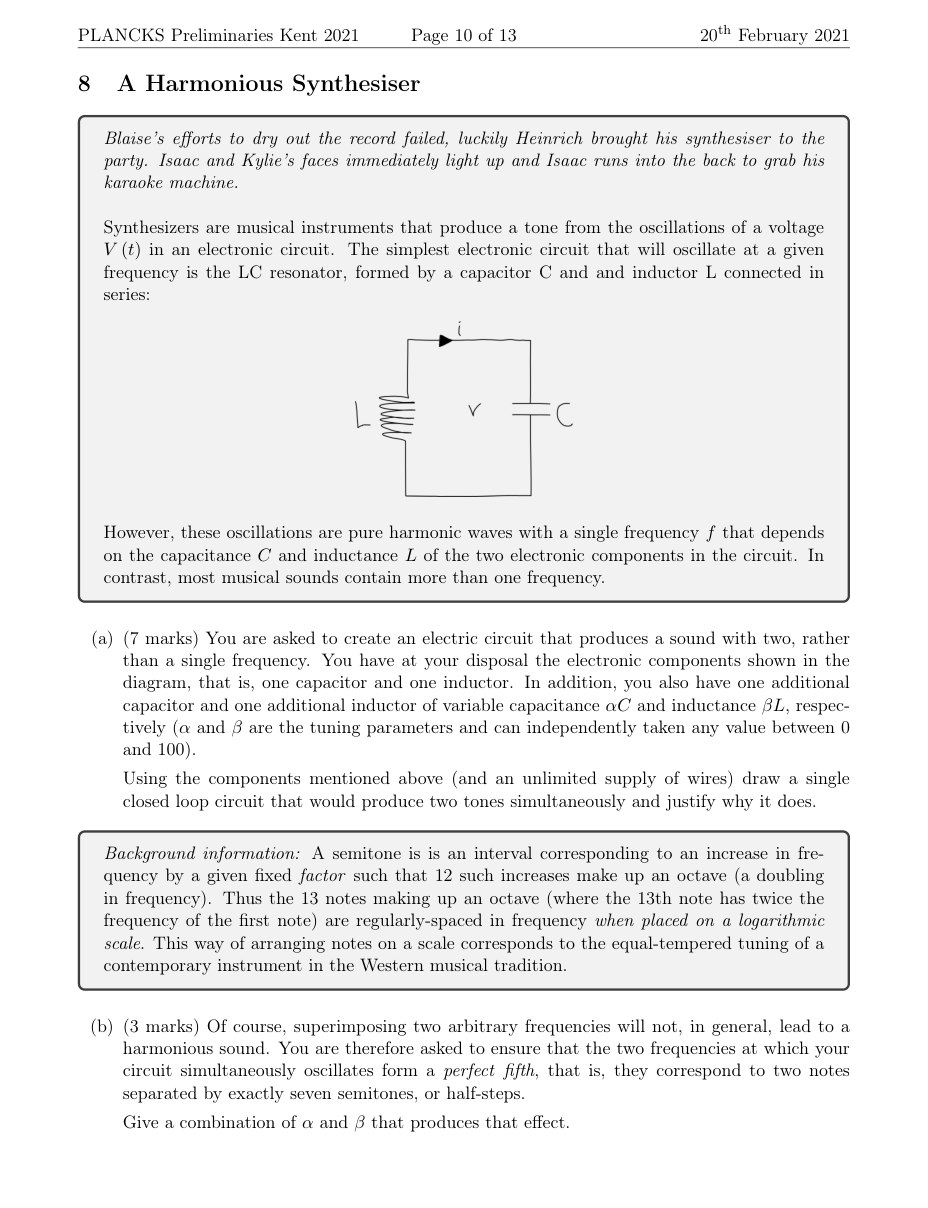 PLANCKS Preliminaries Kent 2021 Page 10 of 13 20th February 2021
8 A Harmonious Synthesiser
Blaise's efforts to dry out the record failed, luckily Heinrich brought his synthesiser to the
party. Isaac and Kylie's faces immediately light up and Isaac runs into the back to grab his
karaoke machine.
Synthesizers are musical instruments that produce a tone from the oscillations of a voltage
V (t) in an electronic circuit. The simplest electronic circuit that will oscillate at a given
frequency is the LC resonator, formed by a capacitor C and and inductor L connected in
series:
i
L V C
However, these oscillations are pure harmonic waves with a single frequency f that depends
on the capacitance C and inductance L of the two electronic components in the circuit. In
contrast, most musical sounds contain more than one frequency.
(a) (7 marks) You are asked to create an electric circuit that produces a sound with two, rather
than a single frequency. You have at your disposal the electronic components shown in the
diagram, that is, one capacitor and one inductor. In addition, you also have one additional
capacitor and one additional inductor of variable capacitance αC and inductance βL, respec-
tively (α and β are the tuning parameters and can independently taken any value between 0
and 100).
Using the components mentioned above (and an unlimited supply of wires) draw a single
closed loop circuit that would produce two tones simultaneously and justify why it does.
Background information: A semitone is is an interval corresponding to an increase in fre-
quency by a given fixed factor such that 12 such increases make up an octave (a doubling
in frequency). Thus the 13 notes making up an octave (where the 13th note has twice the
frequency of the first note) are regularly-spaced in frequency when placed on a logarithmic
scale. This way of arranging notes on a scale corresponds to the equal-tempered tuning of a
contemporary instrument in the Western musical tradition.
(b) (3 marks) Of course, superimposing two arbitrary frequencies will not, in general, lead to a
harmonious sound. You are therefore asked to ensure that the two frequencies at which your
circuit simultaneously oscillates form a perfect fifth, that is, they correspond to two notes
separated by exactly seven semitones, or half-steps.
Give a combination of α and β that produces that effect.